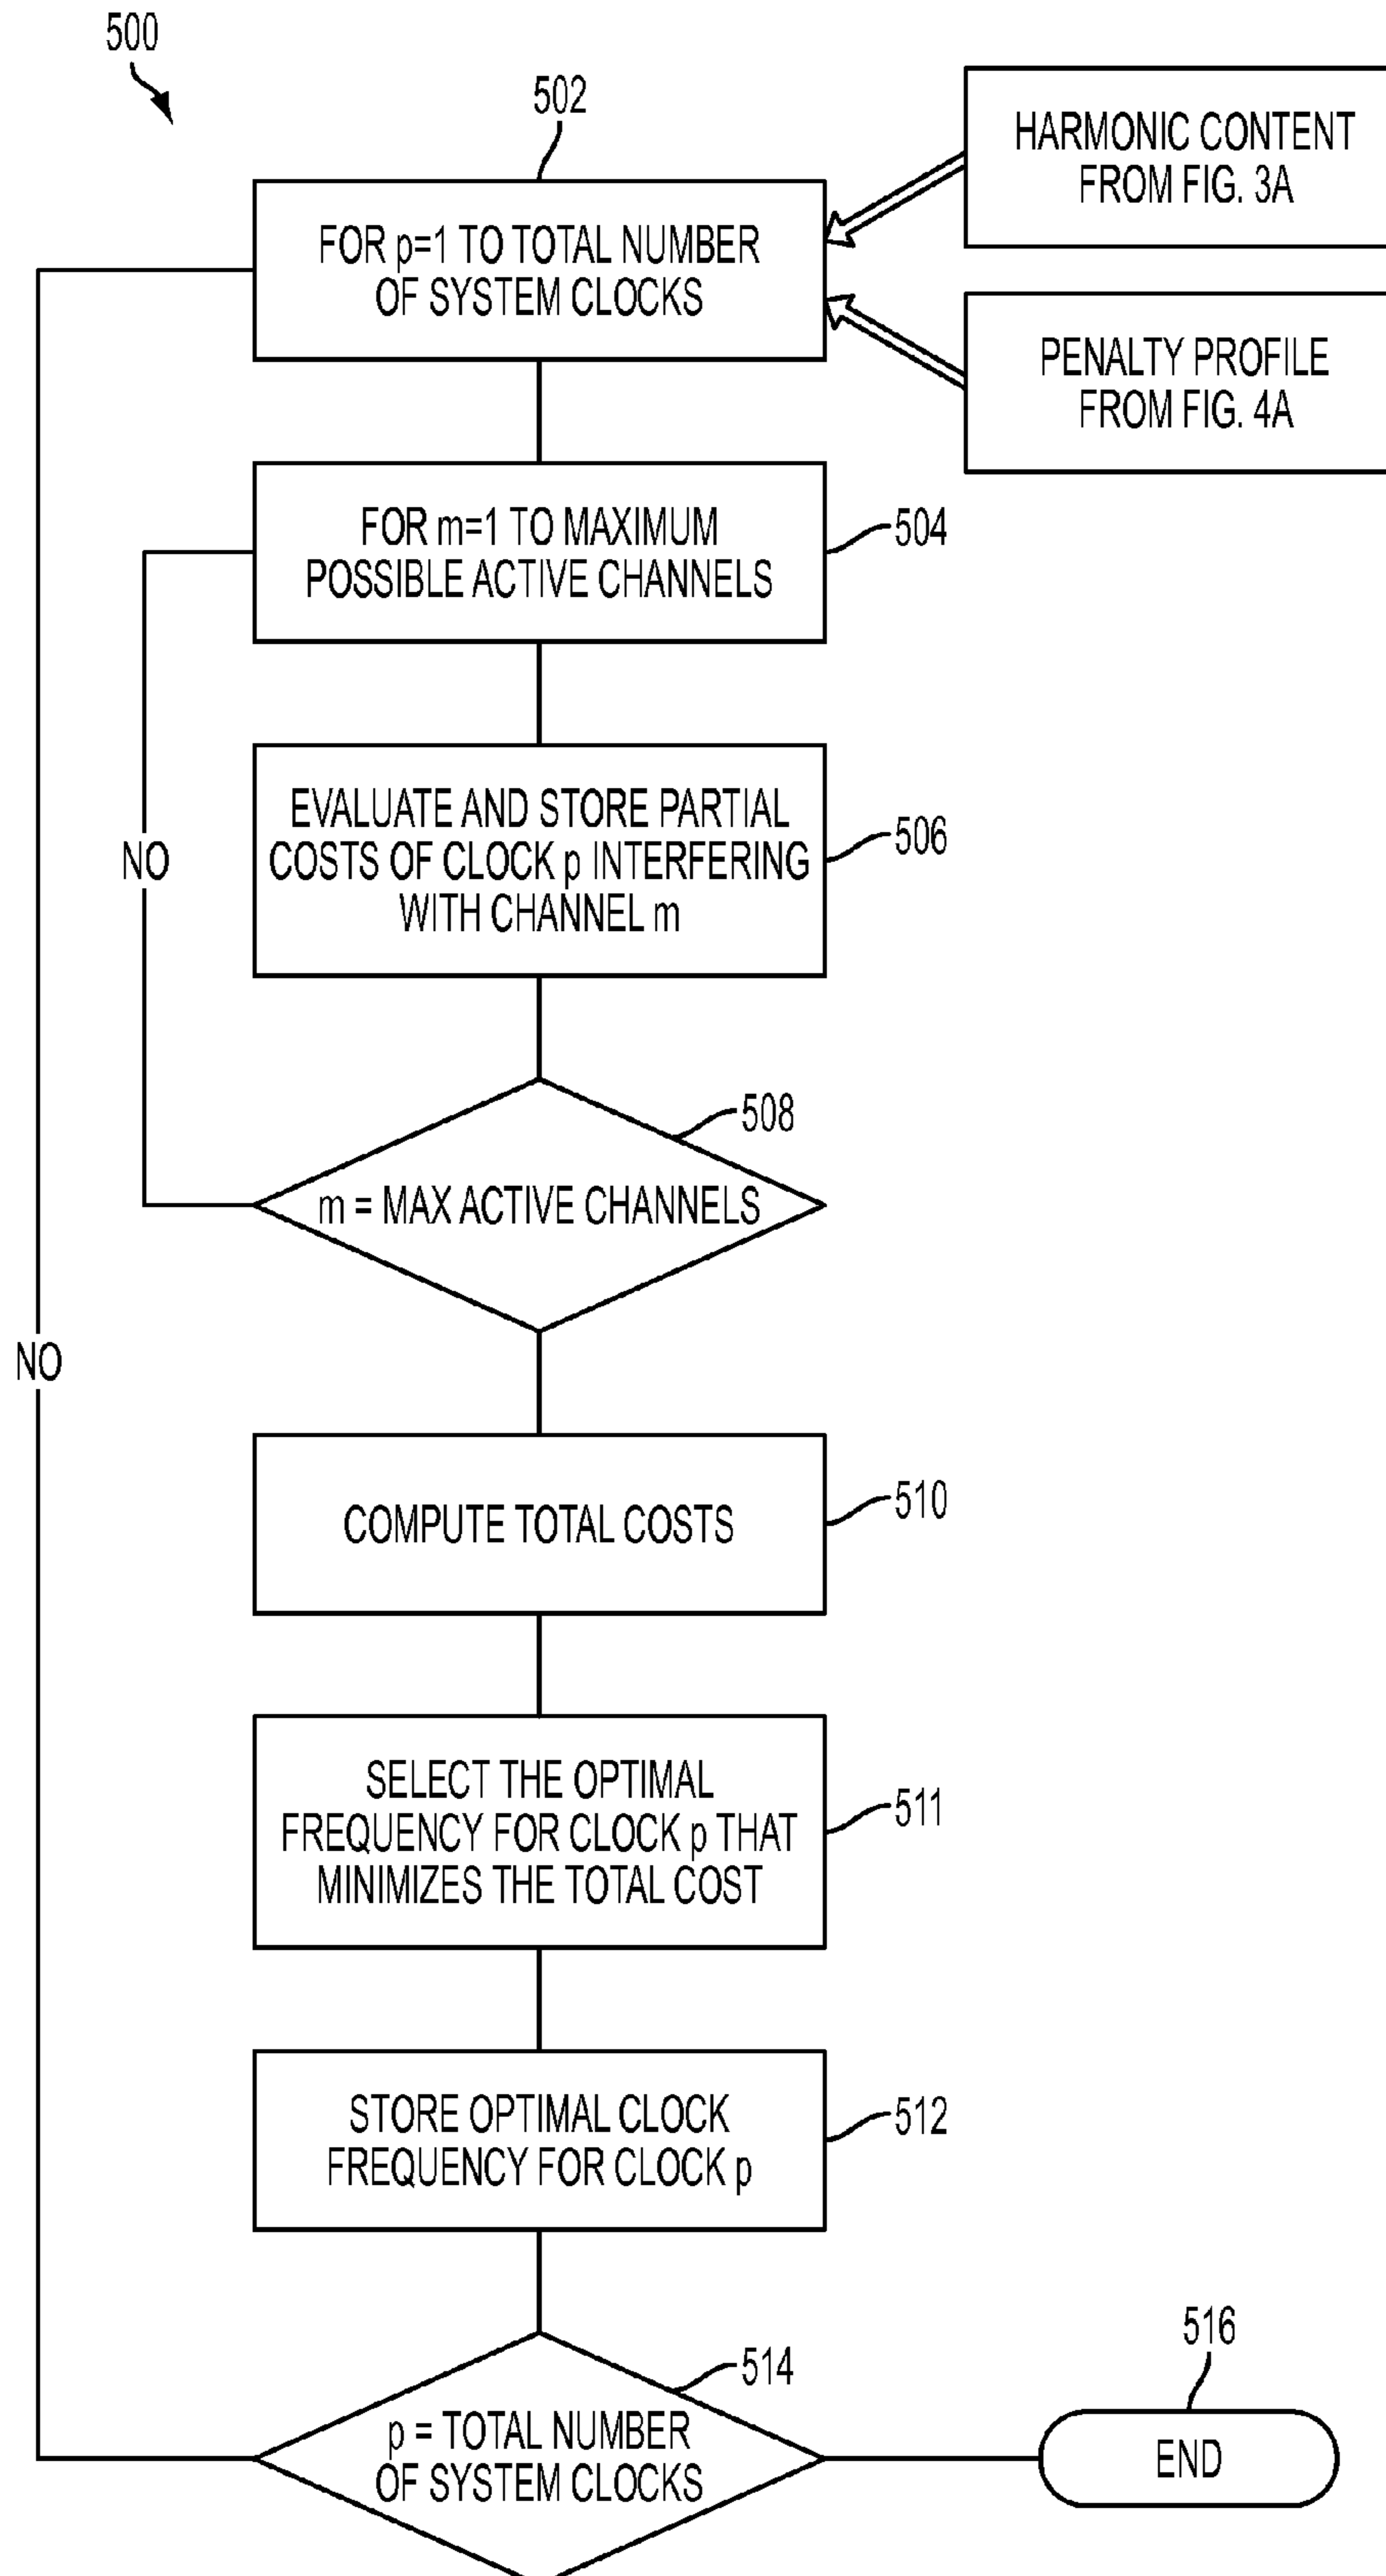 500
502
HARMONIC CONTENT
FROM FIG. 3A
FOR p=1 TO TOTAL NUMBER
OF SYSTEM CLOCKS
PENALTY PROFILE
FROM FIG. 4A
FOR m=1 TO MAXIMUM
POSSIBLE ACTIVE CHANNELS
504
EVALUATE AND STORE PARTIAL
COSTS OF CLOCK p INTERFERING
WITH CHANNEL m
506
NO
508
m = MAX ACTIVE CHANNELS
NO
COMPUTE TOTAL COSTS
510
SELECT THE OPTIMAL
FREQUENCY FOR CLOCK p THAT
MINIMIZES THE TOTAL COST
511
STORE OPTIMAL CLOCK
FREQUENCY FOR CLOCK p
512
514
p = TOTAL NUMBER
OF SYSTEM CLOCKS
516
END